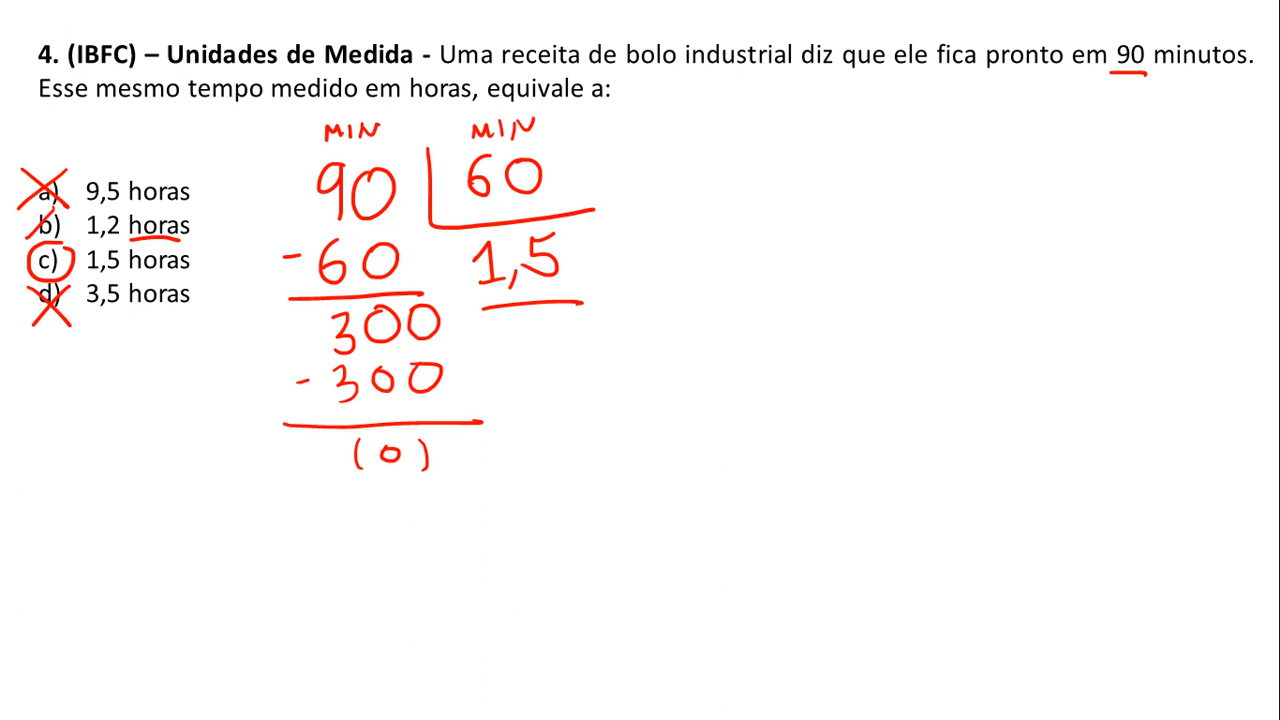 4. (IBFC) – Unidades de Medida - Uma receita de bolo industrial diz que ele fica pronto em 90 minutos.
Esse mesmo tempo medido em horas, equivale a:
a) 9,5 horas
b) 1,2 horas
c) 1,5 horas
d) 3,5 horas
MIN MIN
90 60
-60 1,5
300
-300
(0)